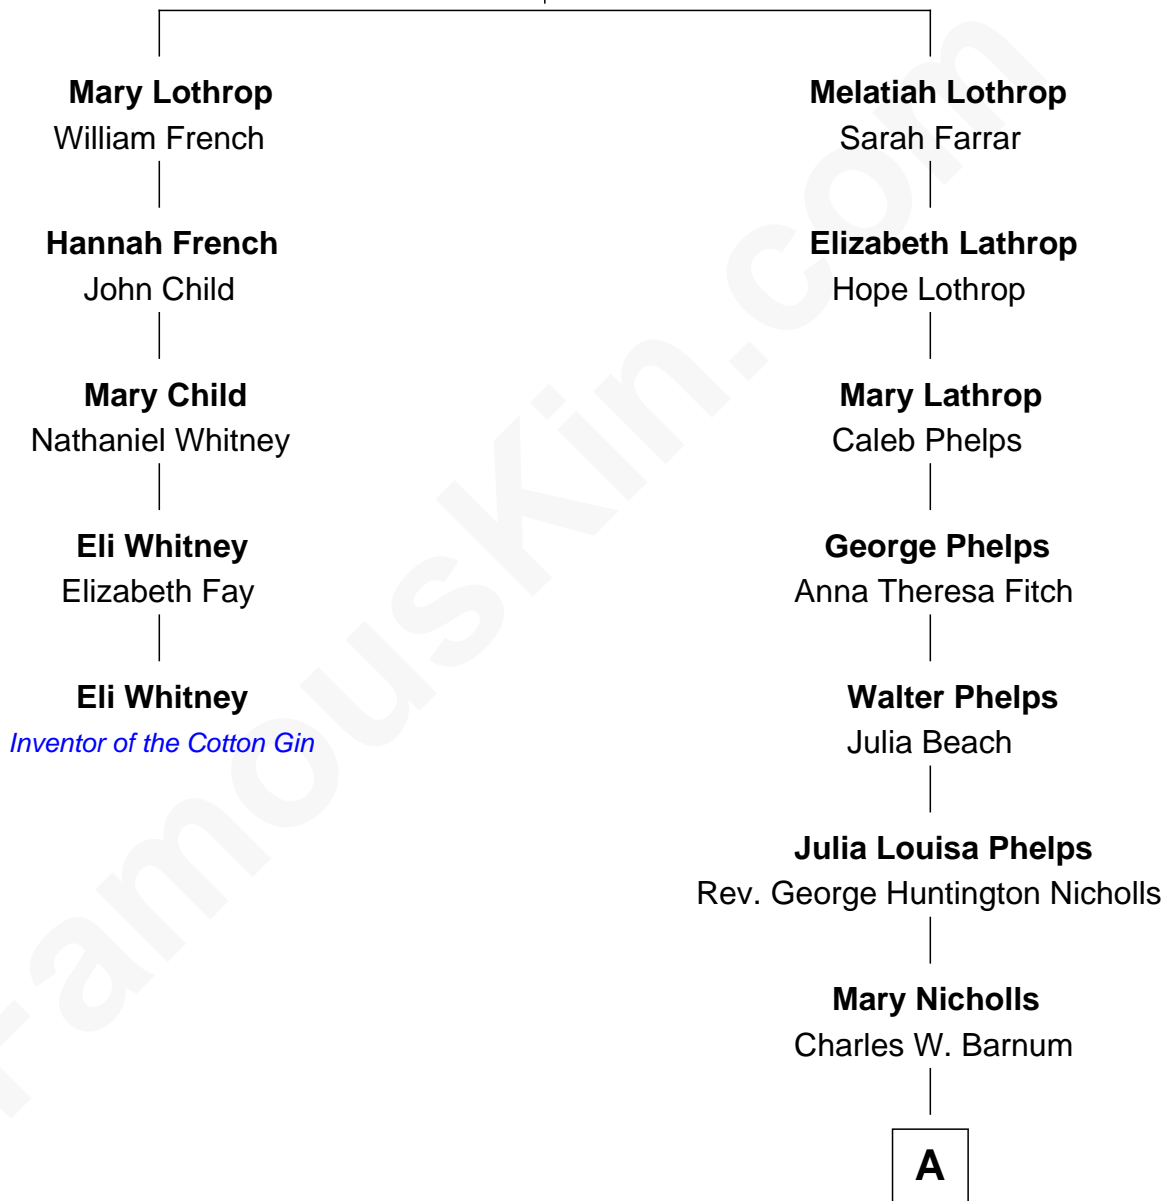 Mary Lothrop
William French
Hannah French
John Child
Mary Child
Nathaniel Whitney
Eli Whitney
Elizabeth Fay
Eli Whitney
Inventor of the Cotton Gin
Melatiah Lothrop
Sarah Farrar
Elizabeth Lathrop
Hope Lothrop
Mary Lathrop
Caleb Phelps
George Phelps
Anna Theresa Fitch
Walter Phelps
Julia Beach
Julia Louisa Phelps
Rev. George Huntington Nicholls
Mary Nicholls
Charles W. Barnum
A
FamousKin.com